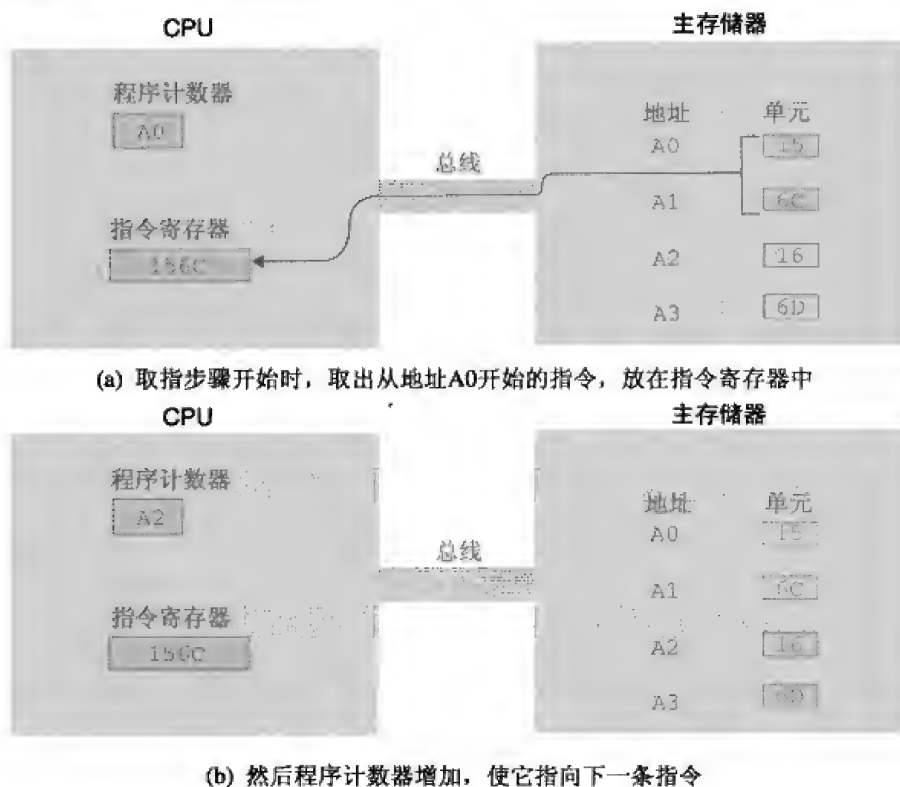 CPU
主存储器
程序计数器
A0
地址
单元
A0
15
总线
A1
6C
指令寄存器
156C
A2
16
A3
6D
(a) 取指步骤开始时，取出从地址A0开始的指令，放在指令寄存器中
CPU
主存储器
程序计数器
A2
地址
单元
A0
15
总线
A1
6C
指令寄存器
156C
A2
16
A3
6D
(b) 然后程序计数器增加，使它指向下一条指令